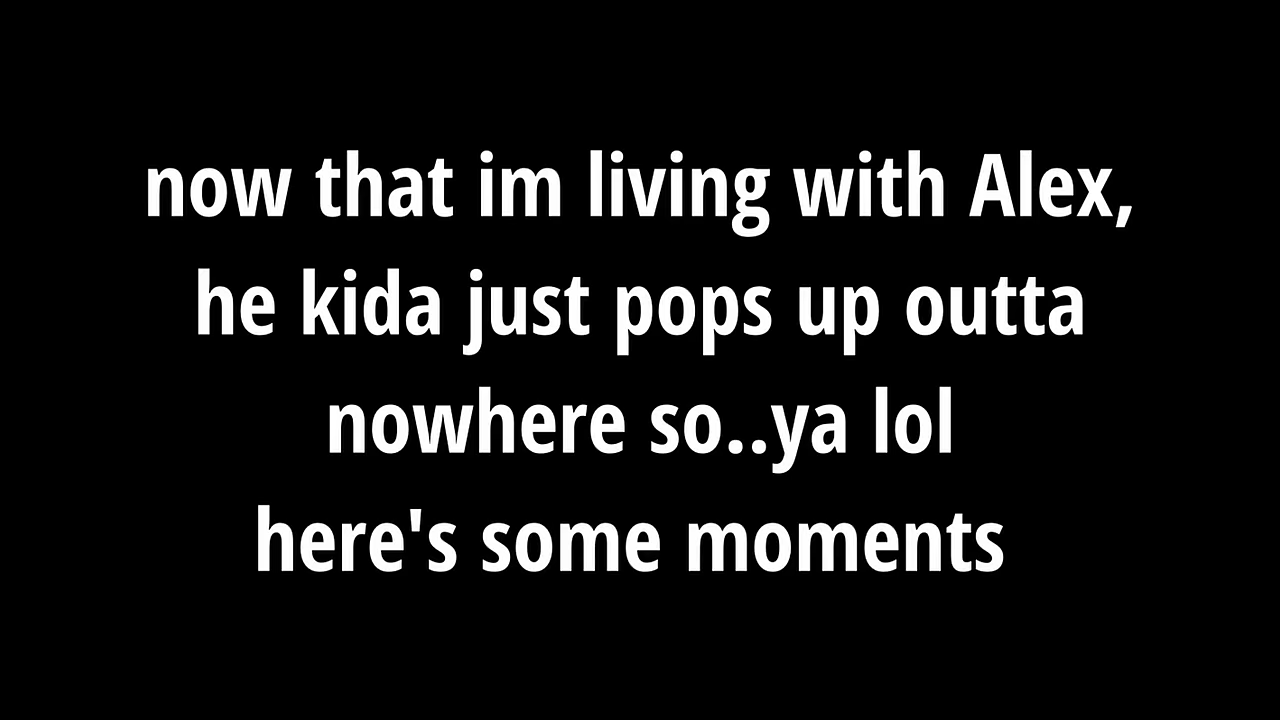 now that im living with Alex,
he kida just pops up outta
nowhere so..ya lol
here's some moments